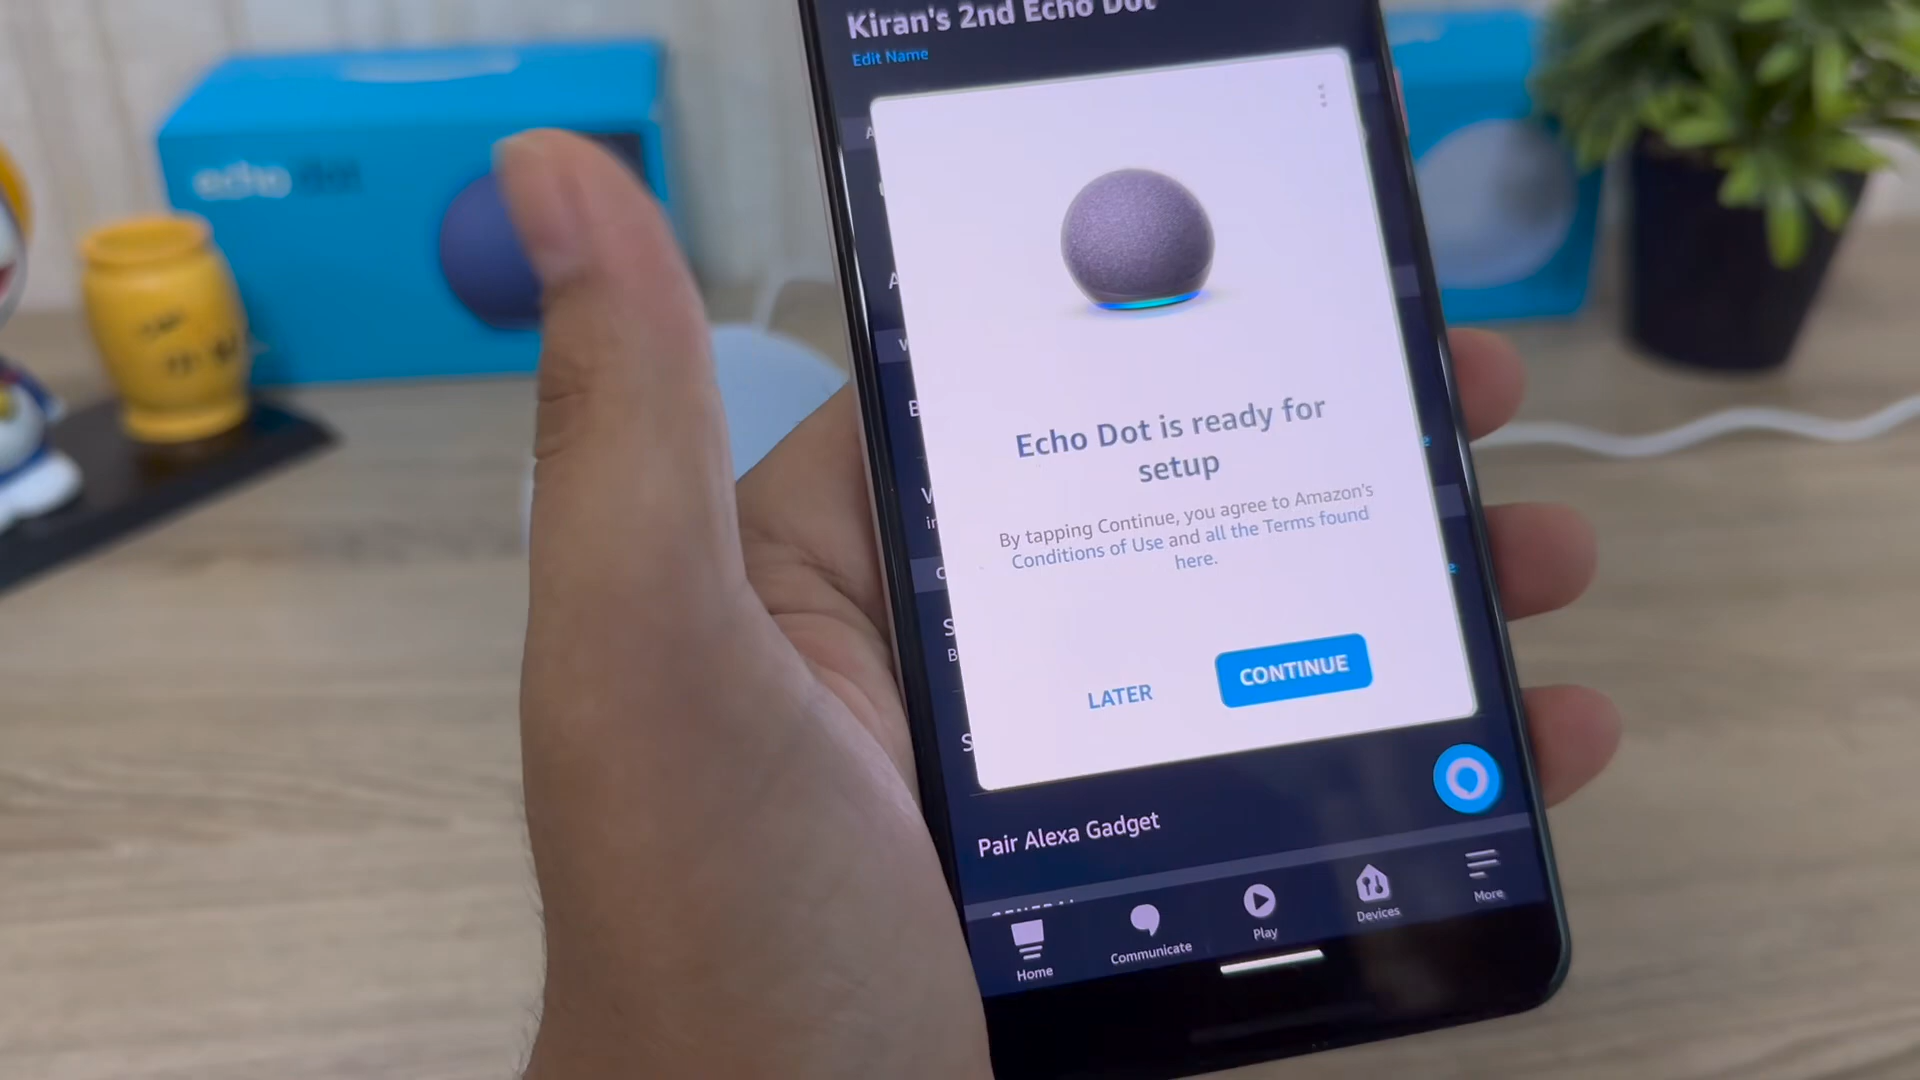 Kiran's 2nd Echo Dot
Edit Name
echo dot
Echo Dot is ready for
setup
By tapping Continue, you agree to Amazon's
Conditions of Use and all the Terms found
here.
LATER
CONTINUE
Pair Alexa Gadget
Home
Communicate
Play
Devices
More